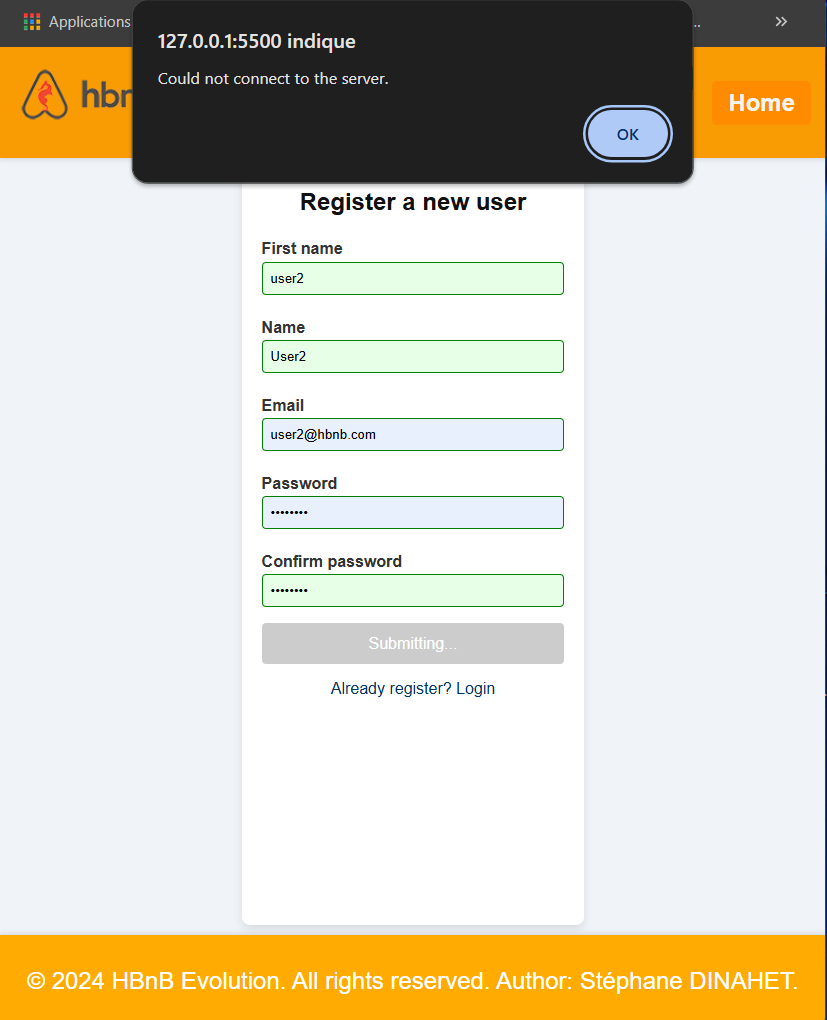 Applications
..
»
127.0.0.1:5500 indique
Could not connect to the server.
OK
hbn
Home
Register a new user
First name
user2
Name
User2
Email
user2@hbnb.com
Password
••••••••
Confirm password
••••••••
Submitting...
Already register? Login
© 2024 HBnB Evolution. All rights reserved. Author: Stéphane DINAHET.